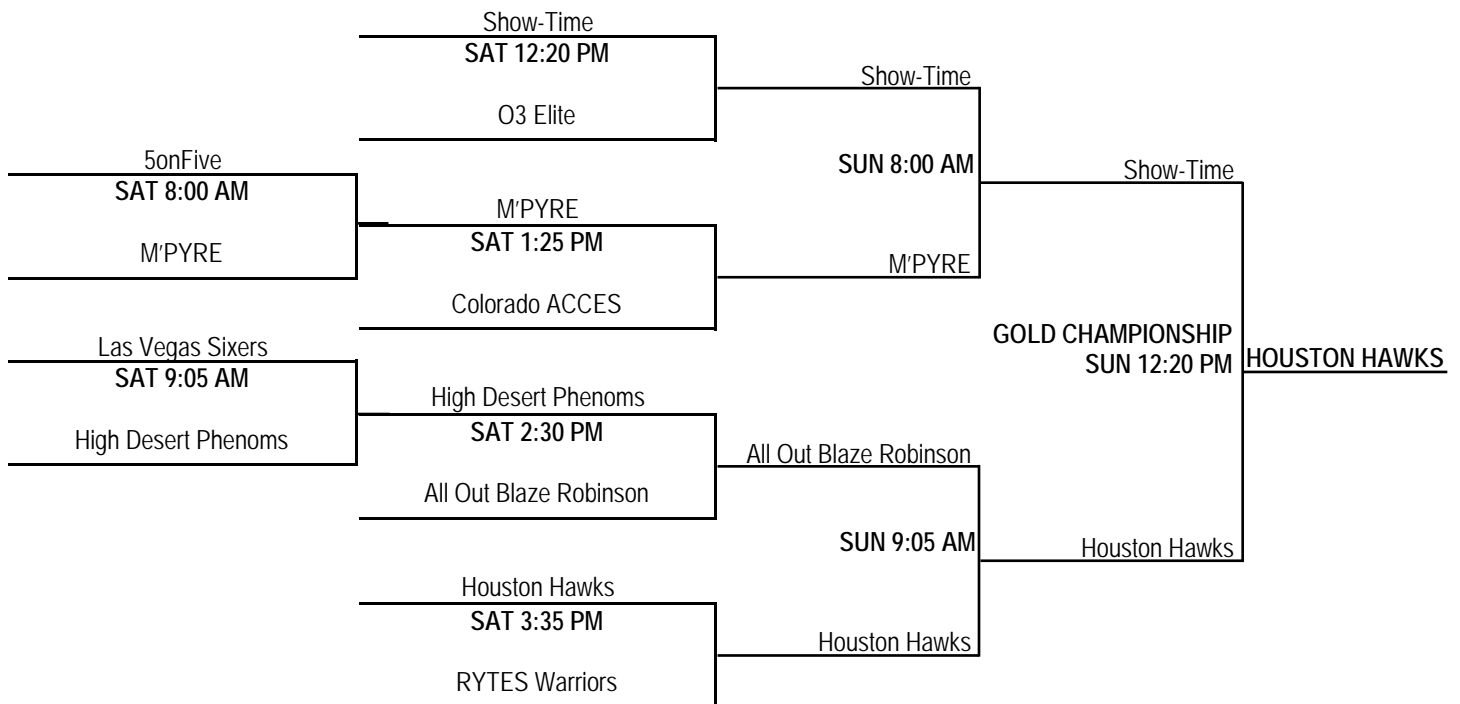 Show-Time
SAT 12:20 PM
Show-Time
O3 Elite
5onFive
SUN 8:00 AM
Show-Time
SAT 8:00 AM
M'PYRE
SAT 1:25 PM
M'PYRE
M'PYRE
Colorado ACCES
GOLD CHAMPIONSHIP
Las Vegas Sixers
SUN 12:20 PM
HOUSTON HAWKS
SAT 9:05 AM
High Desert Phenoms
SAT 2:30 PM
High Desert Phenoms
All Out Blaze Robinson
All Out Blaze Robinson
SUN 9:05 AM
Houston Hawks
Houston Hawks
SAT 3:35 PM
Houston Hawks
RYTES Warriors